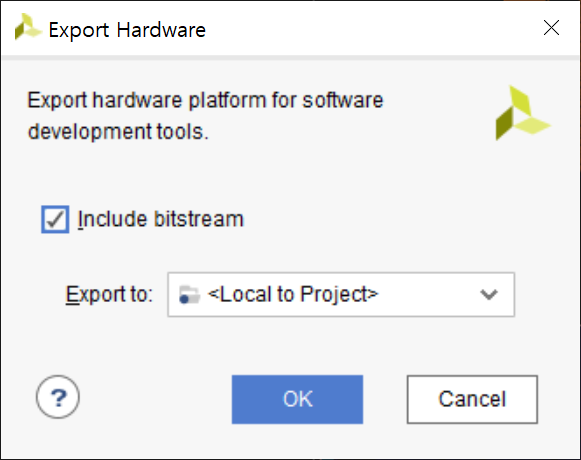 Export Hardware
Export hardware platform for software
development tools.
Include bitstream
Export to: <Local to Project>
?
OK Cancel